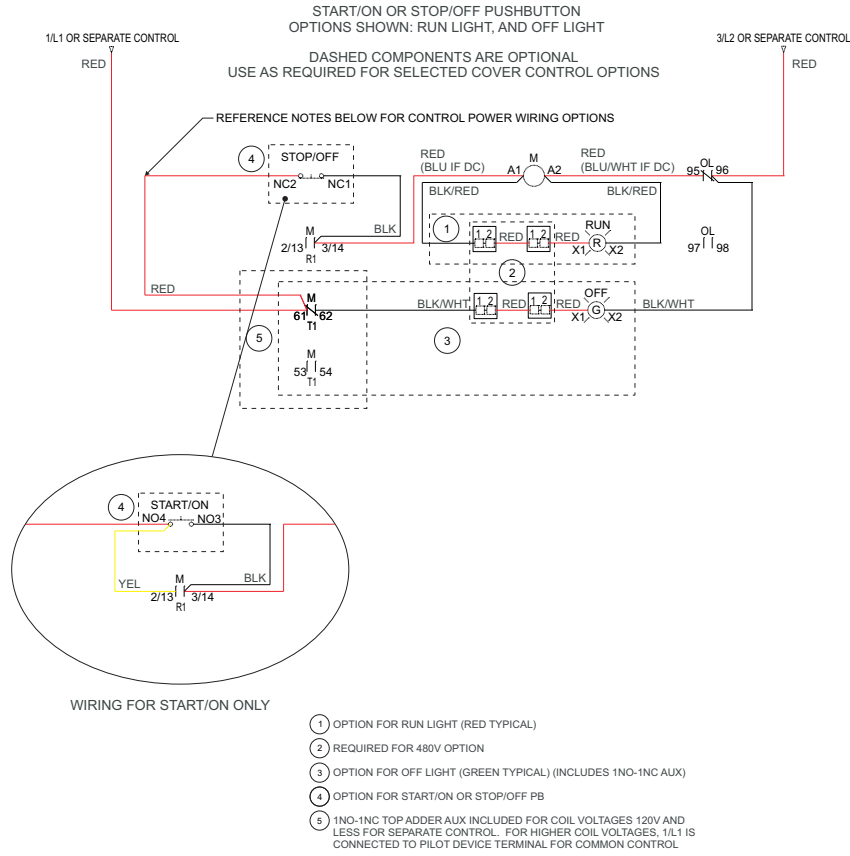 START/ON OR STOP/OFF PUSHBUTTON
OPTIONS SHOWN: RUN LIGHT, AND OFF LIGHT
1/L1 OR SEPARATE CONTROL
3/L2 OR SEPARATE CONTROL
DASHED COMPONENTS ARE OPTIONAL
USE AS REQUIRED FOR SELECTED COVER CONTROL OPTIONS
RED
RED
REFERENCE NOTES BELOW FOR CONTROL POWER WIRING OPTIONS
4
STOP/OFF
NC2 NC1
RED
(BLU IF DC)
M
A1 A2
RED
(BLU/WHT IF DC)
OL
95 96
BLK/RED
BLK/RED
BLK
M
2/13 3/14
R1
1
1 2
RED
1 2
RED
RUN
R
X1 X2
OL
97 98
2
RED
M
61 62
T1
BLK/WHT
1 2
RED
1 2
RED
OFF
G
X1 X2
BLK/WHT
5
3
M
53 54
T1
4
START/ON
NO4 NO3
YEL
M
2/13 3/14
R1
BLK
WIRING FOR START/ON ONLY
1 OPTION FOR RUN LIGHT (RED TYPICAL)
2 REQUIRED FOR 480V OPTION
3 OPTION FOR OFF LIGHT (GREEN TYPICAL) (INCLUDES 1NO-1NC AUX)
4 OPTION FOR START/ON OR STOP/OFF PB
5 1NO-1NC TOP ADDER AUX INCLUDED FOR COIL VOLTAGES 120V AND
LESS FOR SEPARATE CONTROL. FOR HIGHER COIL VOLTAGES, 1/L1 IS
CONNECTED TO PILOT DEVICE TERMINAL FOR COMMON CONTROL